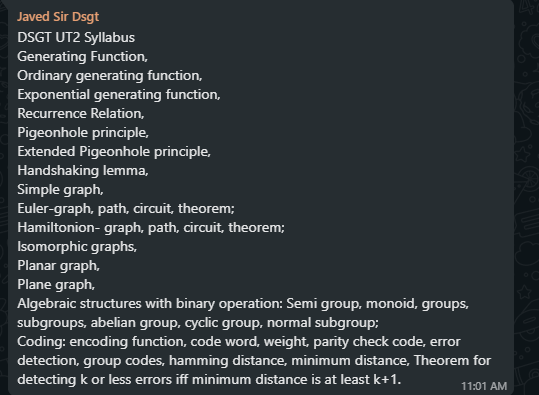 Javed Sir Dsgt
DSGT UT2 Syllabus
Generating Function,
Ordinary generating function,
Exponential generating function,
Recurrence Relation,
Pigeonhole principle,
Extended Pigeonhole principle,
Handshaking lemma,
Simple graph,
Euler-graph, path, circuit, theorem;
Hamiltonion- graph, path, circuit, theorem;
Isomorphic graphs,
Planar graph,
Plane graph,
Algebraic structures with binary operation: Semi group, monoid, groups,
subgroups, abelian group, cyclic group, normal subgroup;
Coding: encoding function, code word, weight, parity check code, error
detection, group codes, hamming distance, minimum distance, Theorem for
detecting k or less errors iff minimum distance is at least k+1.
11:01 AM